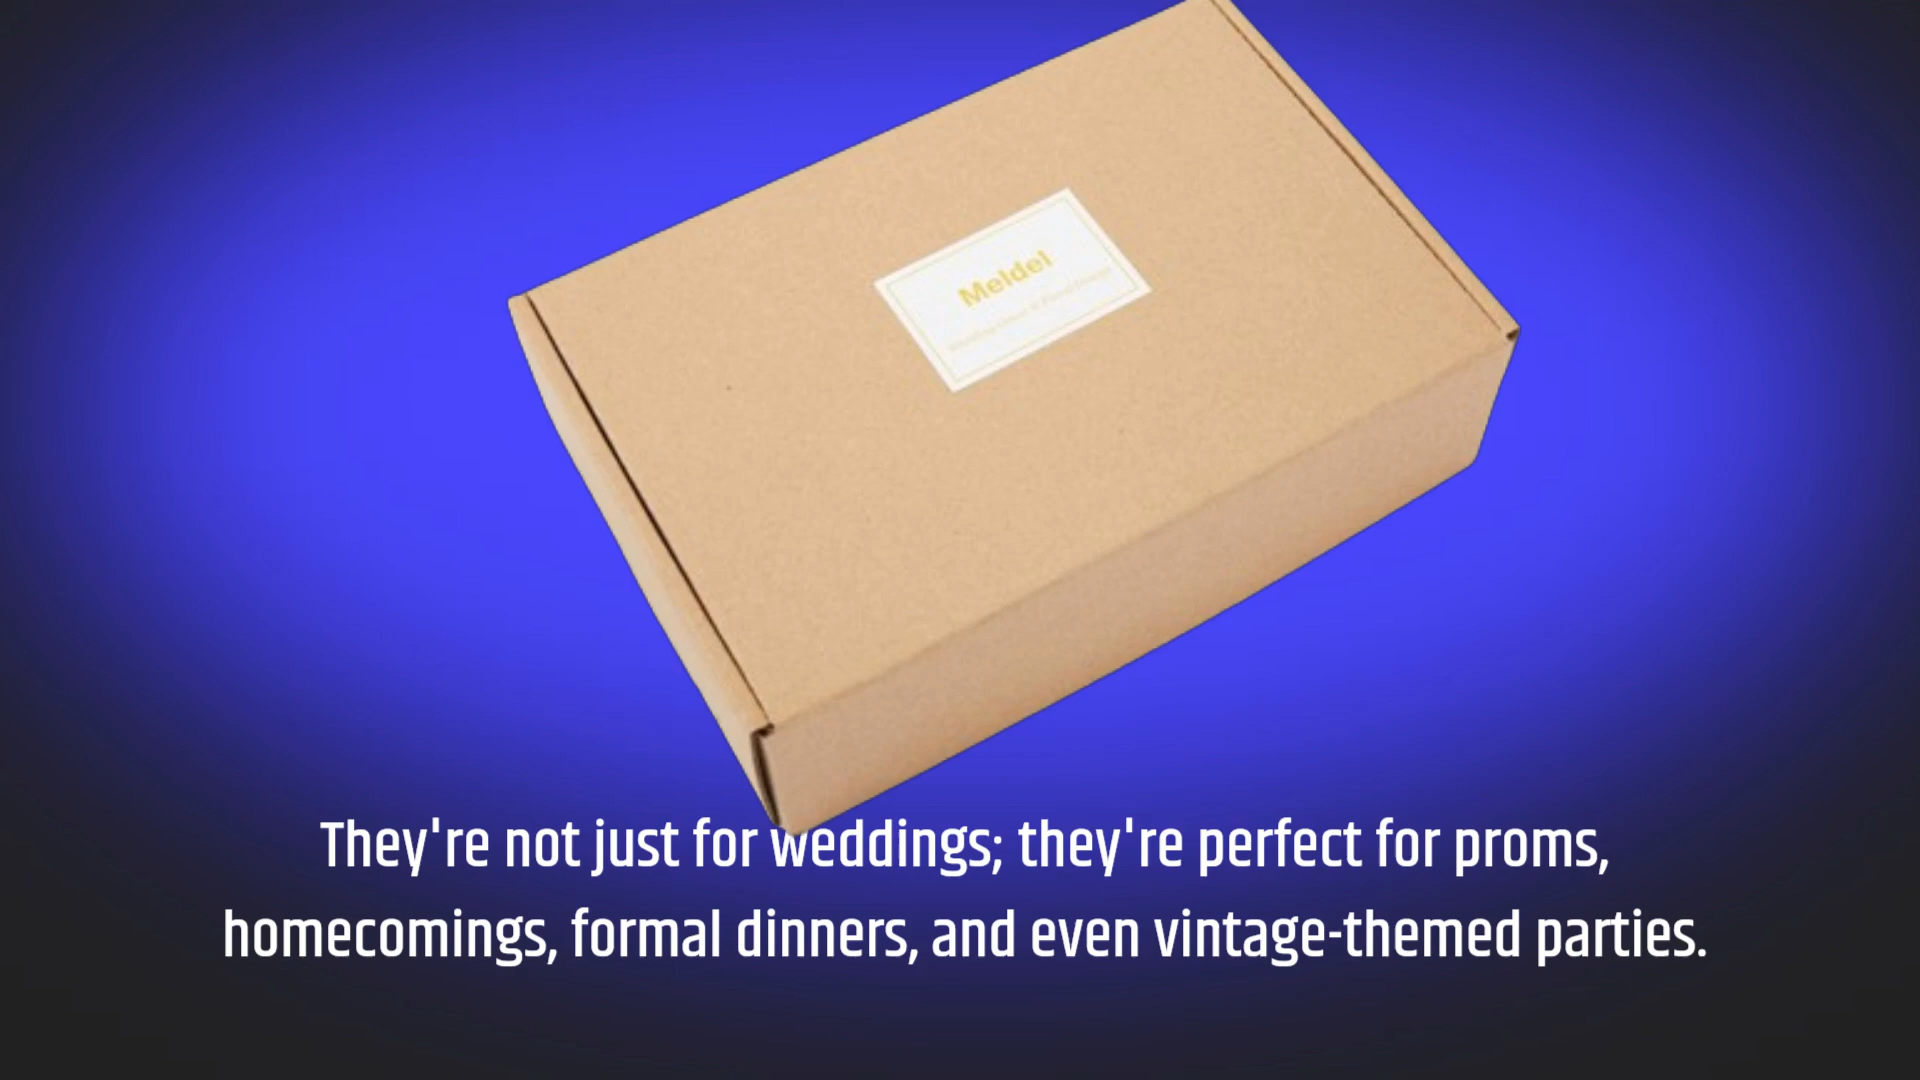 Meldel
They're not just for weddings; they're perfect for proms,
homecomings, formal dinners, and even vintage-themed parties.